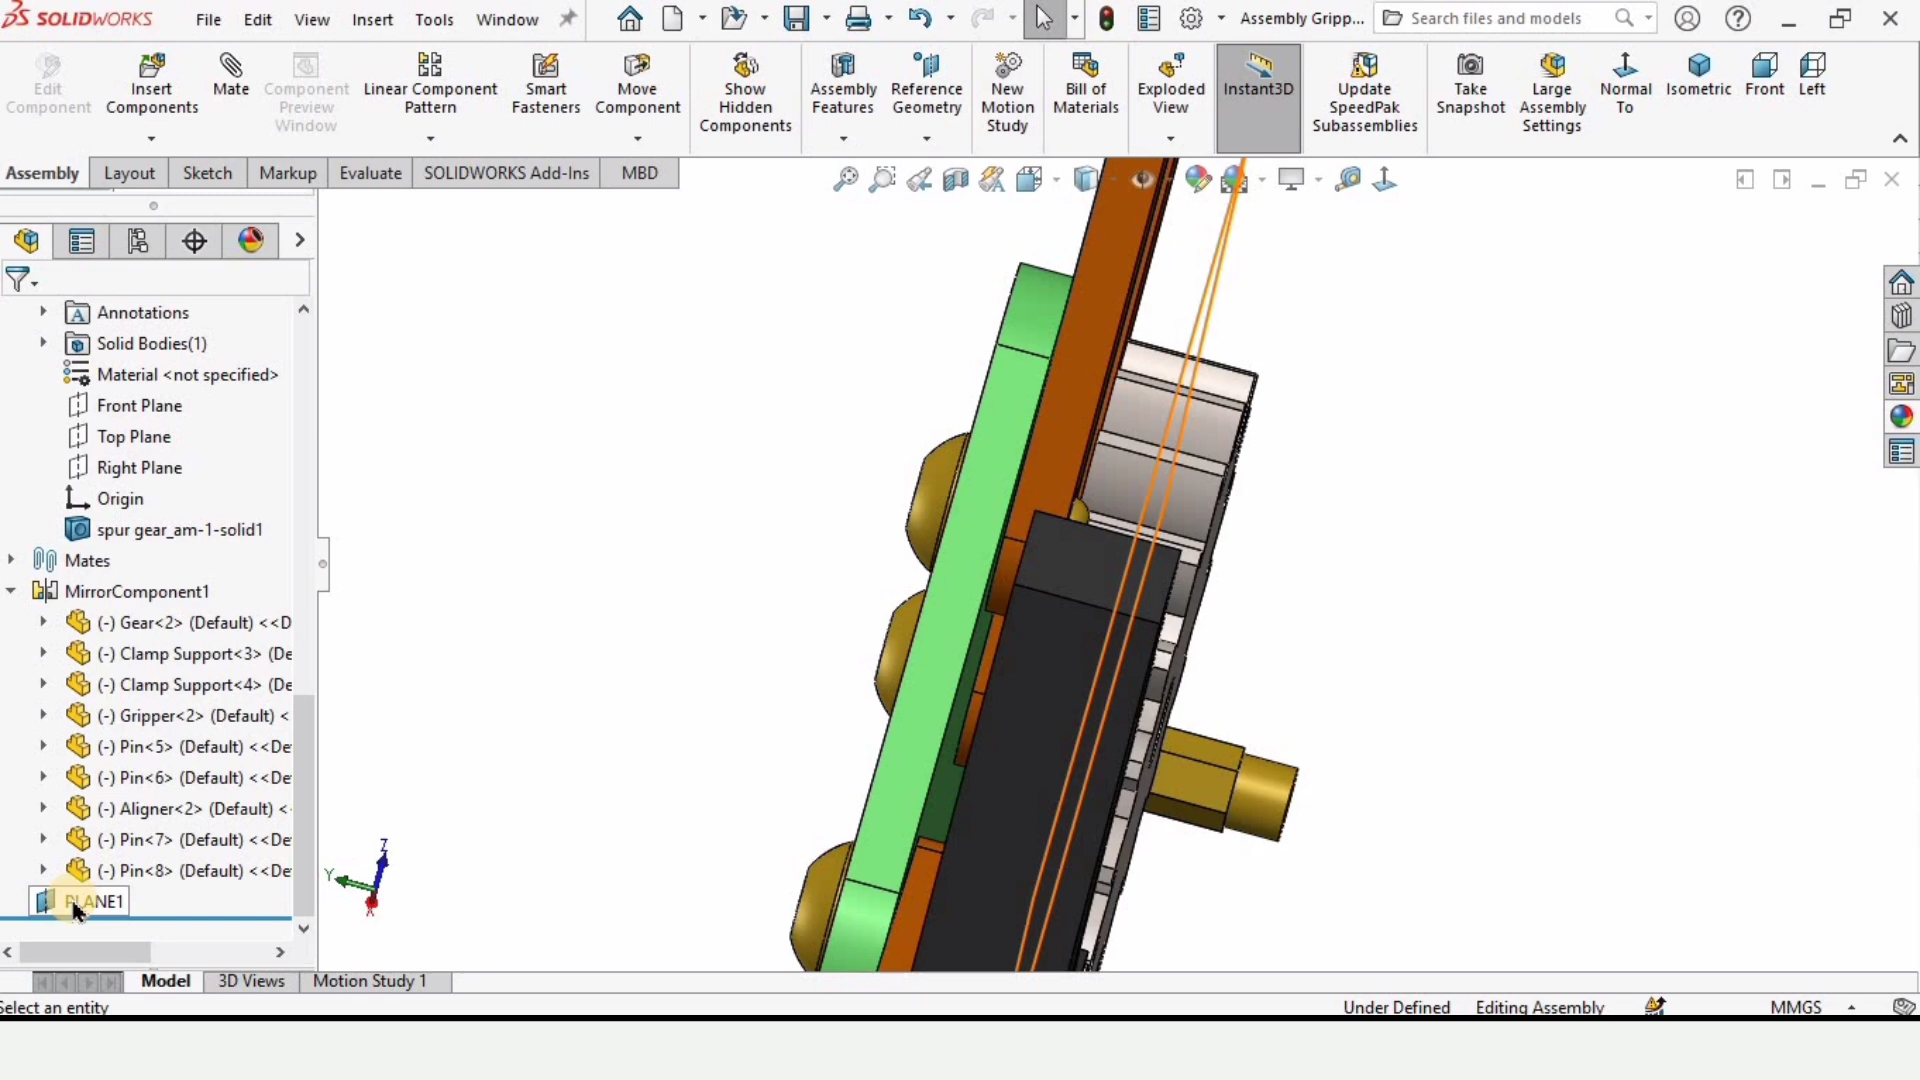 SOLIDWORKS File Edit View Insert Tools Window Assembly Gripp... Search files and models
Edit Component
Insert Components
Mate
Component Preview Window
Linear Component Pattern
Smart Fasteners
Move Component
Show Hidden Components
Assembly Features
Reference Geometry
New Motion Study
Bill of Materials
Exploded View
Instant3D
Update SpeedPak Subassemblies
Take Snapshot
Large Assembly Settings
Normal To
Isometric
Front
Left
Assembly Layout Sketch Markup Evaluate SOLIDWORKS Add-Ins MBD
Annotations
Solid Bodies(1)
Material <not specified>
Front Plane
Top Plane
Right Plane
Origin
spur gear_am-1-solid1
Mates
MirrorComponent1
(-) Gear<2> (Default) <<D
(-) Clamp Support<3> (De
(-) Clamp Support<4> (De
(-) Gripper<2> (Default) <
(-) Pin<5> (Default) <<De
(-) Pin<6> (Default) <<De
(-) Aligner<2> (Default) <
(-) Pin<7> (Default) <<De
(-) Pin<8> (Default) <<De
PLANE1
Z
Y
X
Model 3D Views Motion Study 1
Select an entity Under Defined Editing Assembly MMGS